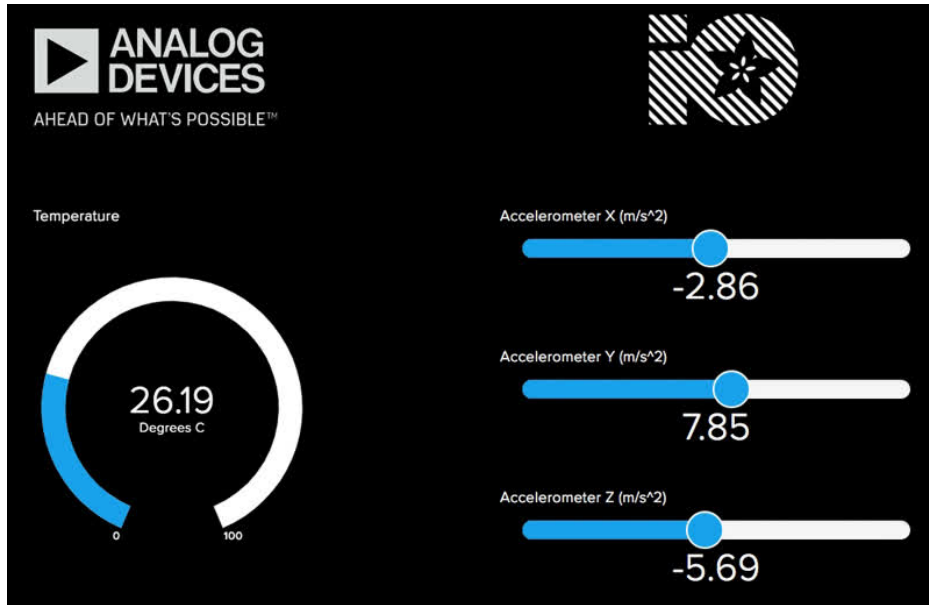 ANALOG
DEVICES
AHEAD OF WHAT'S POSSIBLE™
iO
Temperature
26.19
Degrees C
0
100
Accelerometer X (m/s^2)
-2.86
Accelerometer Y (m/s^2)
7.85
Accelerometer Z (m/s^2)
-5.69